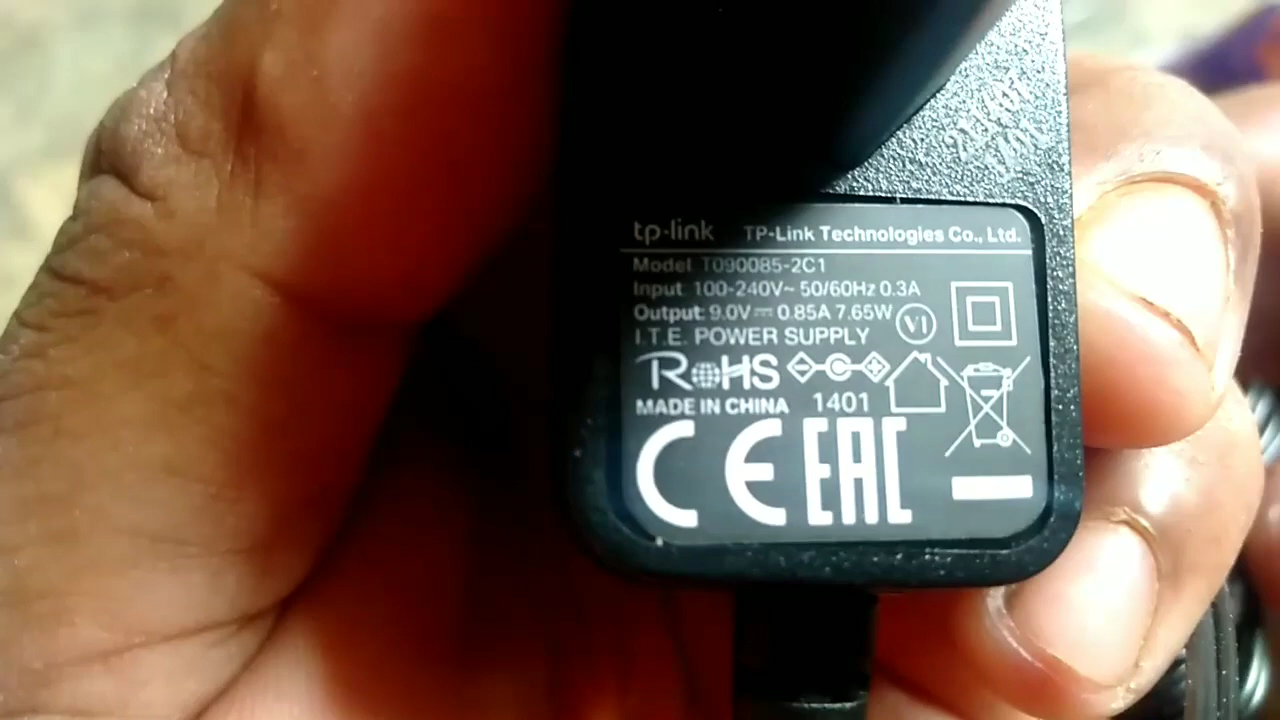 tp-link TP-Link Technologies Co., Ltd.
Model T090085-2C1
Input 100-240V~ 50/60Hz 0.3A
Output: 9.0V⎓ 0.85A 7.65W
VI
I.T.E. POWER SUPPLY
RoHS
MADE IN CHINA 1401
CE EAC